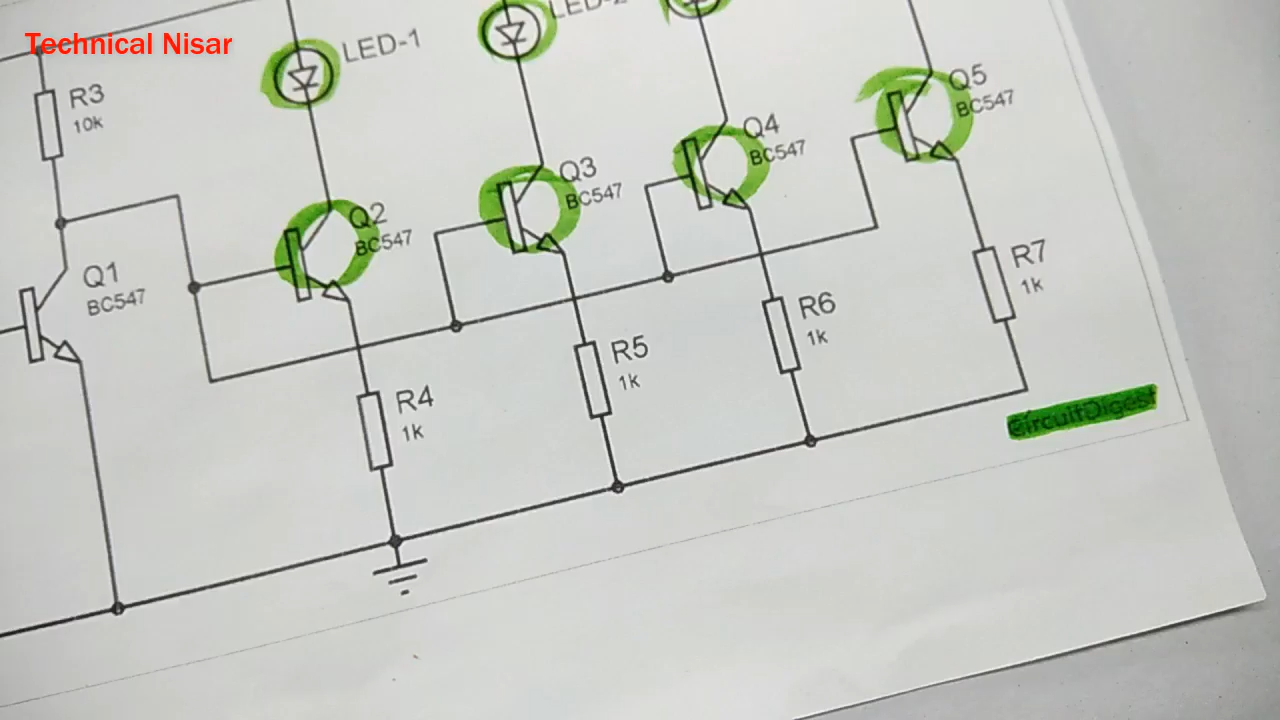 Technical Nisar
LED-1
R3
10k
Q1
BC547
Q2
BC547
Q3
BC547
Q4
BC547
Q5
BC547
R4
1k
R5
1k
R6
1k
R7
1k
CircuitDigest